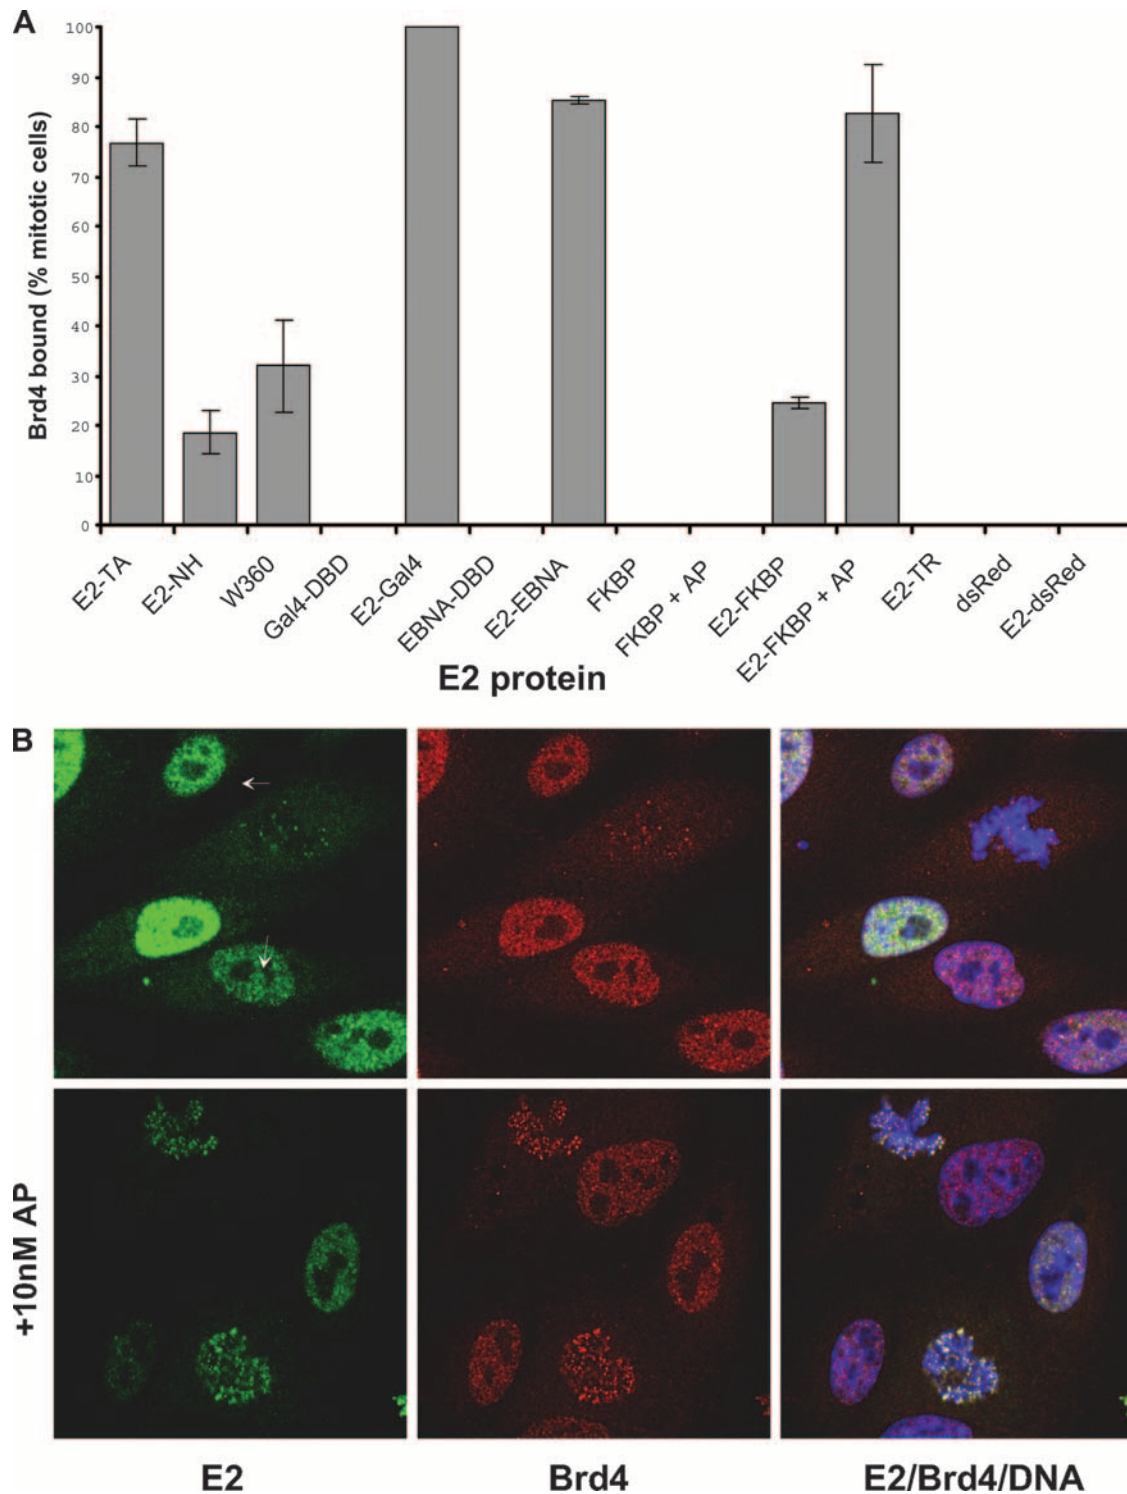 A
100
90
80
70
60
50
40
30
20
10
0
Brd4 bound (% mitotic cells)
E2-TA
E2-NH
W360
Gal4-DBD
E2-Gal4
EBNA-DBD
E2-EBNA
FKBP
FKBP + AP
E2-FKBP
E2-FKBP + AP
E2-TR
dsRed
E2-dsRed
E2 protein
B
+10nM AP
E2
Brd4
E2/Brd4/DNA